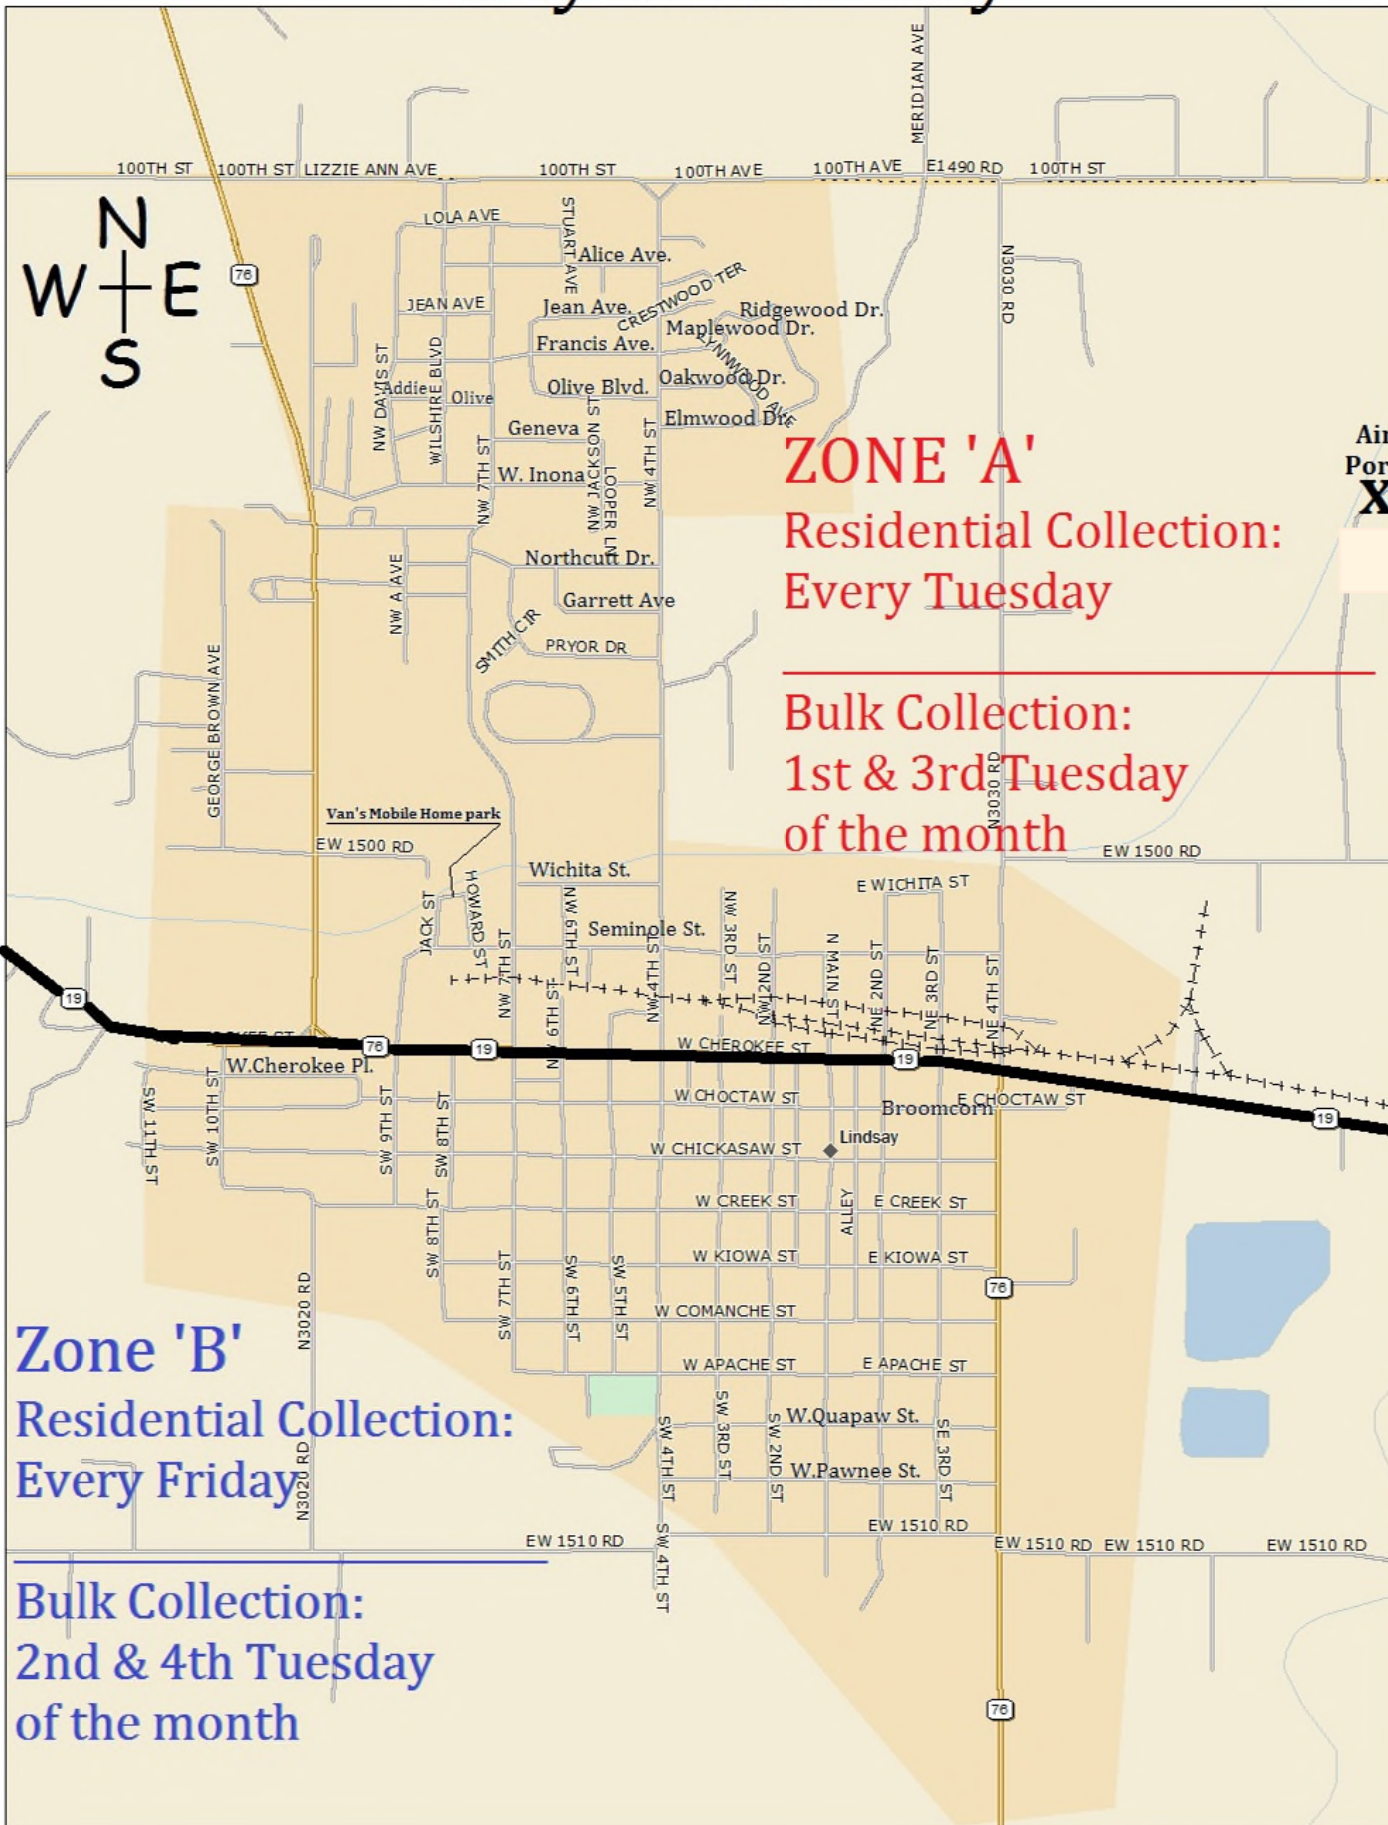 MERIDIAN AVE
100TH ST
100TH ST
LIZZIE ANN AVE
100TH ST
100TH AVE
100TH AVE
E1490 RD
100TH ST
N
W E
S
76
LOLA AVE
STUART AVE
Alice Ave.
CRESTWOOD TER
N3030 RD
JEAN AVE
Jean Ave.
Ridgewood Dr.
Maplewood Dr.
LYNNWOOD AVE
Francis Ave.
NW DAVIS ST
WILSHIRE BLVD
Addie
Olive
Olive Blvd.
Oakwood Dr.
Elmwood Dr.
Geneva
NW JACKSON ST
NW 4TH ST
NW 7TH ST
W. Inona
LOOPER LN
ZONE 'A'
Residential Collection:
Every Tuesday
Bulk Collection:
1st & 3rd Tuesday
of the month
X
Northcutt Dr.
NW A AVE
Garrett Ave
SMITH CIR
PRYOR DR
GEORGE BROWN AVE
N3030 RD
Van's Mobile Home park
EW 1500 RD
EW 1500 RD
Wichita St.
E WICHITA ST
JACK ST
HOWARD ST
NW 6TH ST
Seminole St.
NW 3RD ST
NW 7TH ST
NW 4TH ST
NW 2ND ST
N MAIN ST
NE 2ND ST
NE 3RD ST
NE 4TH ST
NW 6TH ST
19
76
19
W CHEROKEE ST
19
W.Cherokee Pl.
SW 11TH ST
SW 10TH ST
SW 9TH ST
SW 8TH ST
W CHOCTAW ST
E CHOCTAW ST
Broomcorn
19
Lindsay
W CHICKASAW ST
SW 8TH ST
W CREEK ST
ALLEY
E CREEK ST
W KIOWA ST
E KIOWA ST
76
N3020 RD
SW 7TH ST
SW 6TH ST
SW 5TH ST
W COMANCHE ST
W APACHE ST
E APACHE ST
Zone 'B'
Residential Collection:
Every Friday
Bulk Collection:
2nd & 4th Tuesday
of the month
N3020 RD
SW 4TH ST
SW 3RD ST
SW 2ND ST
W.Quapaw St.
SE 3RD ST
W.Pawnee St.
EW 1510 RD
SW 4TH ST
EW 1510 RD
EW 1510 RD
EW 1510 RD
EW 1510 RD
76